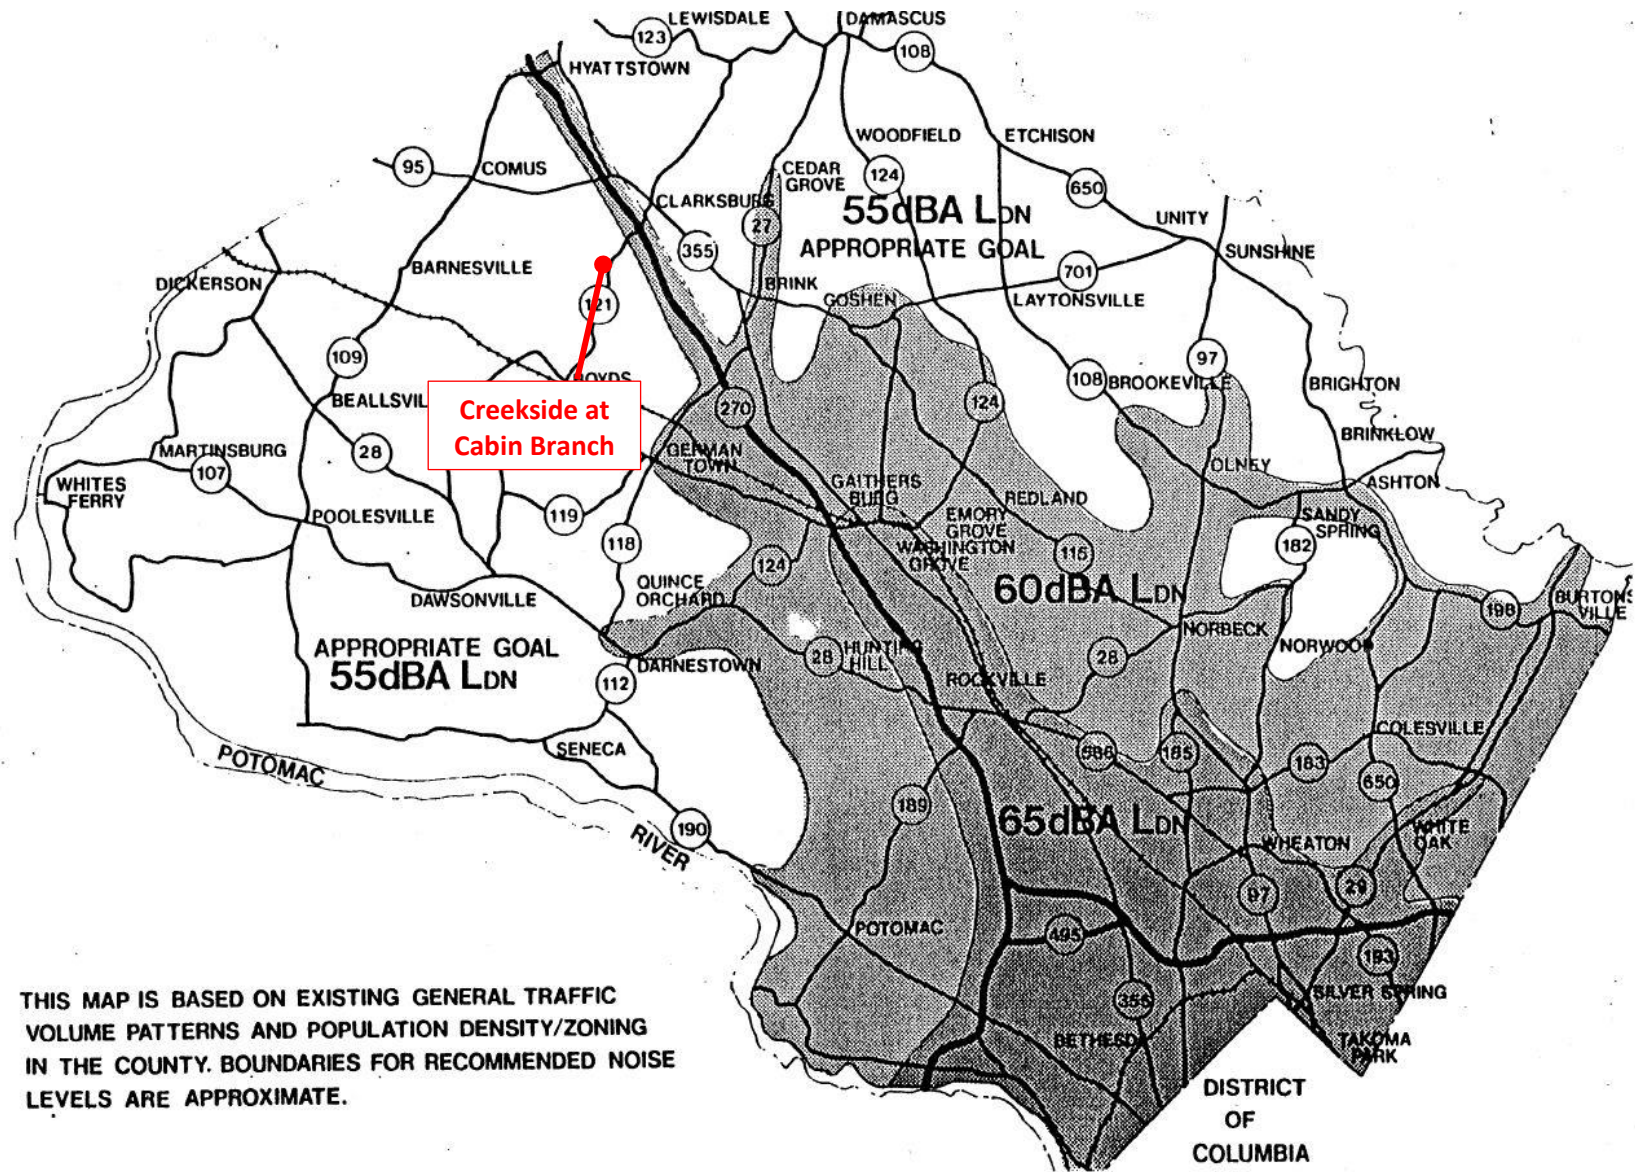 LEWISDALE
DAMASCUS
123
108
HYATTSTOWN
WOODFIELD
ETCHISON
95
COMUS
CEDAR
GROVE
124
650
CLARKSBURG
55dBA LDN
APPROPRIATE GOAL
27
UNITY
355
SUNSHINE
BARNESVILLE
701
DICKERSON
BRINK
GOSHEN
LAYTONSVILLE
121
109
97
BOYDS
108
BROOKEVILLE
BRIGHTON
Creekside at
Cabin Branch
BEALLSVIL
270
124
BRINKLOW
MARTINSBURG
28
GERMAN
TOWN
OLNEY
107
WHITES
FERRY
GAITHERS
BURG
REDLAND
ASHTON
POOLESVILLE
119
EMORY
GROVE
SANDY
SPRING
118
WASHINGTON
GROVE
115
182
124
QUINCE
ORCHARD
60dBA LDN
DAWSONVILLE
198
BURTONS
VILLE
NORBECK
APPROPRIATE GOAL
55dBA LDN
28
HUNTING
HILL
28
NORWOOD
DARNESTOWN
112
ROCKVILLE
COLESVILLE
SENECA
586
185
183
650
POTOMAC
RIVER
189
65dBA LDN
190
WHEATON
WHITE
OAK
97
29
POTOMAC
495
193
355
SILVER SPRING
BETHESDA
TAKOMA
PARK
THIS MAP IS BASED ON EXISTING GENERAL TRAFFIC
VOLUME PATTERNS AND POPULATION DENSITY/ZONING
IN THE COUNTY. BOUNDARIES FOR RECOMMENDED NOISE
LEVELS ARE APPROXIMATE.
DISTRICT
OF
COLUMBIA